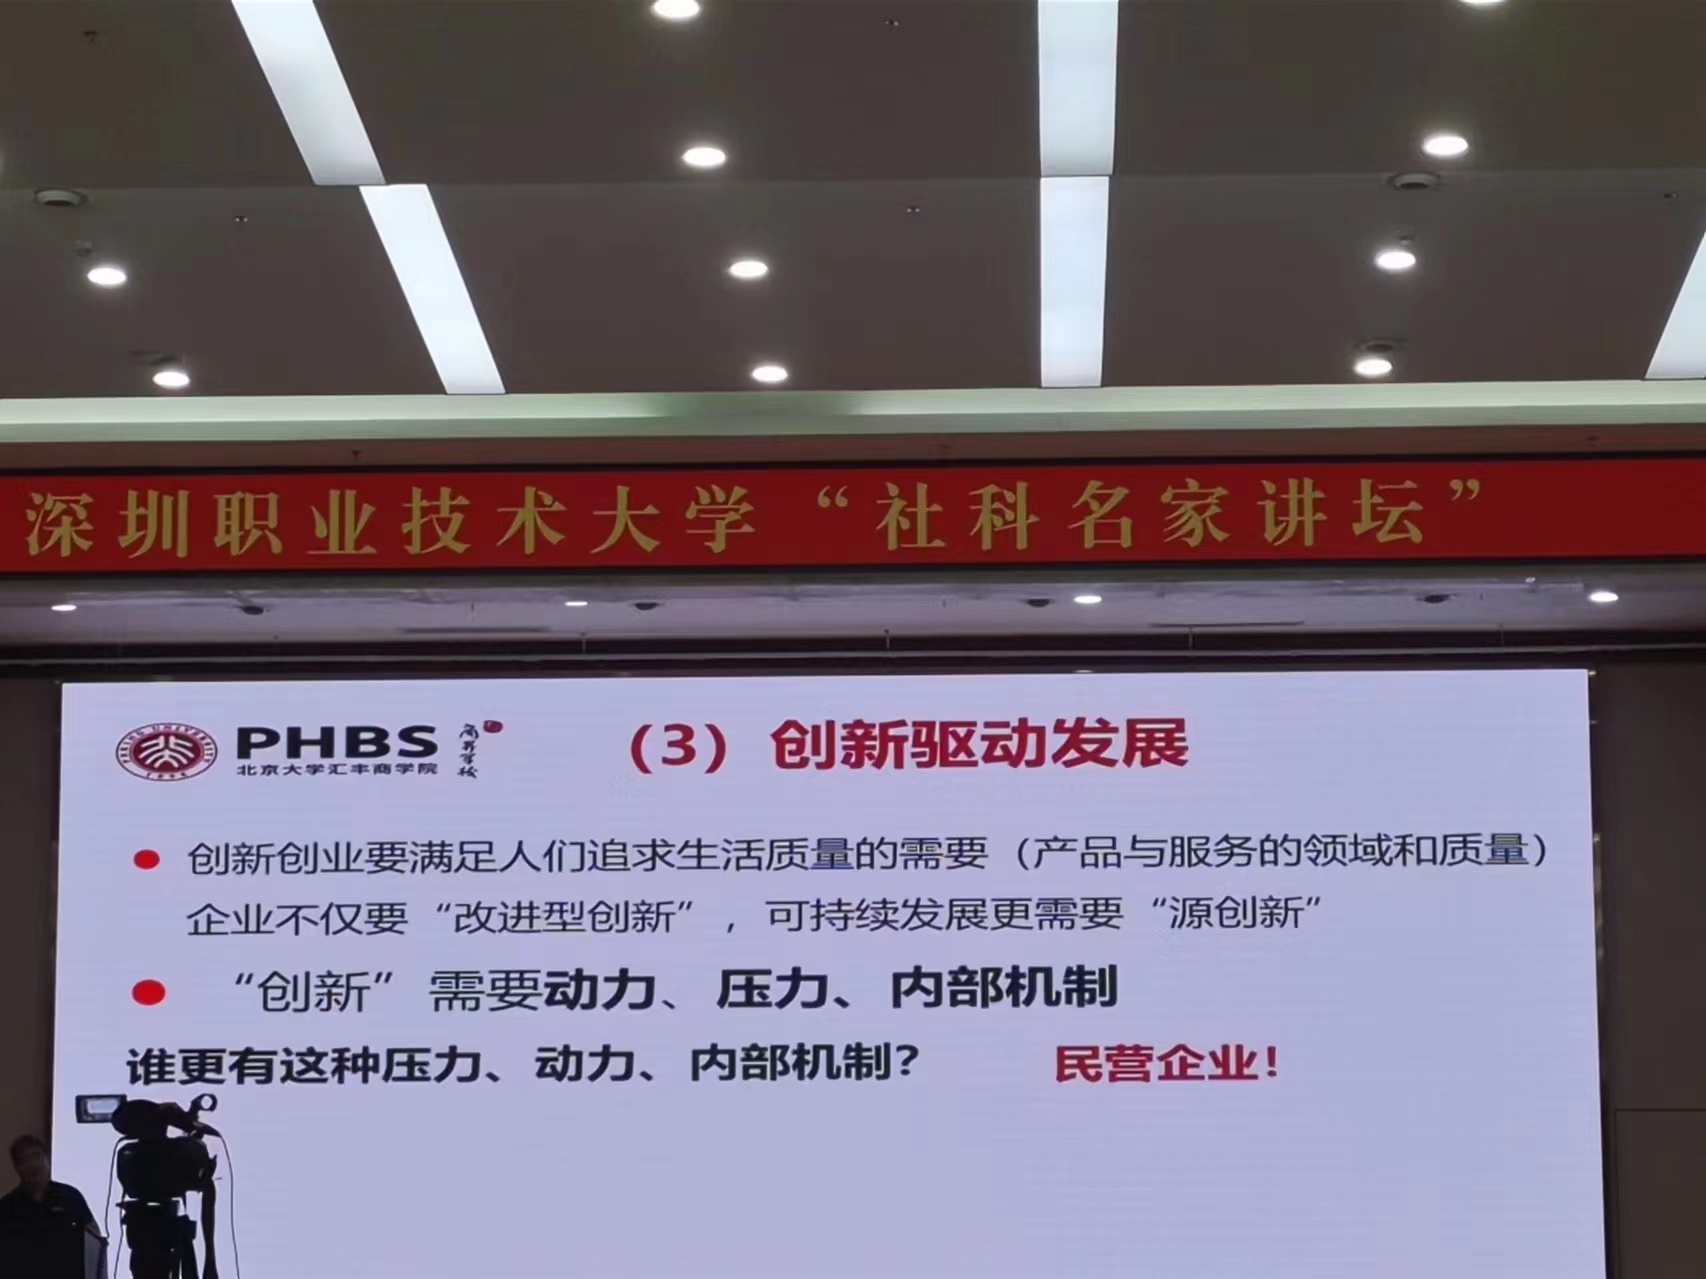 深圳职业技术大学“社科名家讲坛”
PHBS
北京大学汇丰商学院
（3）创新驱动发展
● 创新创业要满足人们追求生活质量的需要（产品与服务的领域和质量）
企业不仅要“改进型创新”，可持续发展更需要“源创新”
● “创新”需要动力、压力、内部机制
谁更有这种压力、动力、内部机制？ 民营企业！